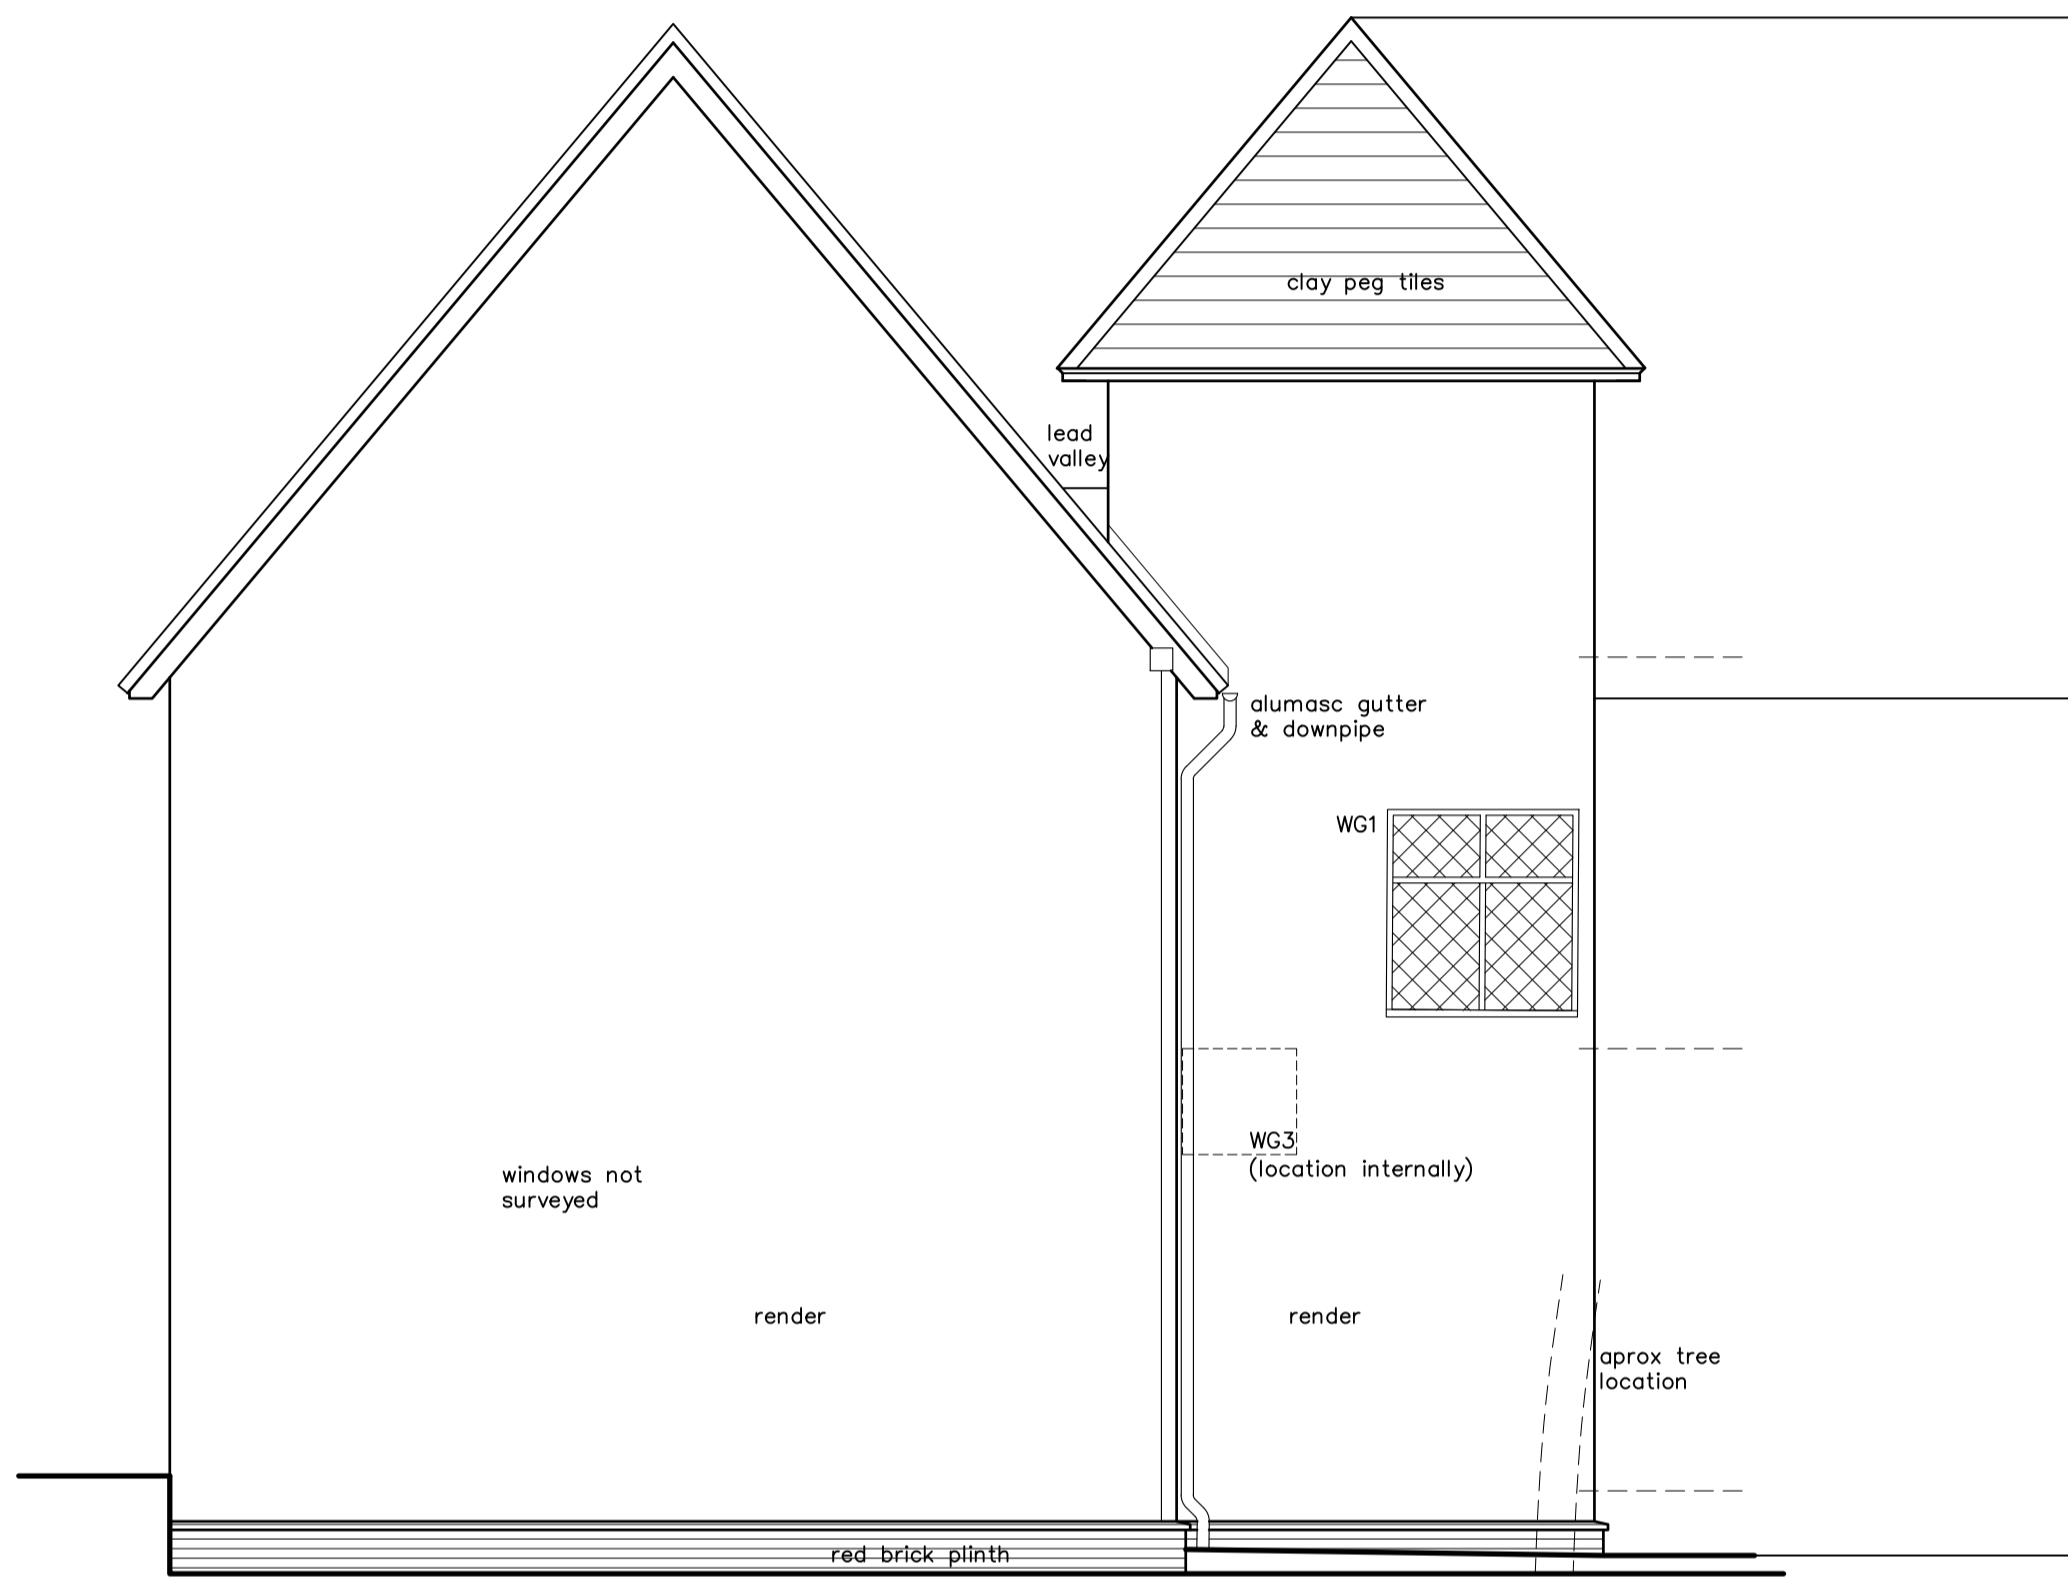 clay peg tiles
lead
valley
alumasc gutter
& downpipe
WG1
WG3
(location internally)
windows not
surveyed
render
render
aprox tree
location
red brick plinth